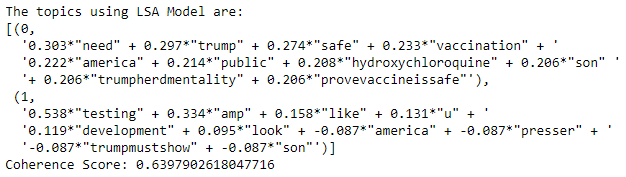 The topics using LSA Model are:
[(0,
  '0.303*"need" + 0.297*"trump" + 0.274*"safe" + 0.233*"vaccination" + '
  '0.222*"america" + 0.214*"public" + 0.208*"hydroxychloroquine" + 0.206*"son" '
  '+ 0.206*"trumpherdmentality" + 0.206*"provevaccineissafe"'),
 (1,
  '0.538*"testing" + 0.334*"amp" + 0.158*"like" + 0.131*"u" + '
  '0.119*"development" + 0.095*"look" + -0.087*"america" + -0.087*"presser" + '
  '-0.087*"trumpmustshow" + -0.087*"son"')]
Coherence Score: 0.6397902618047716